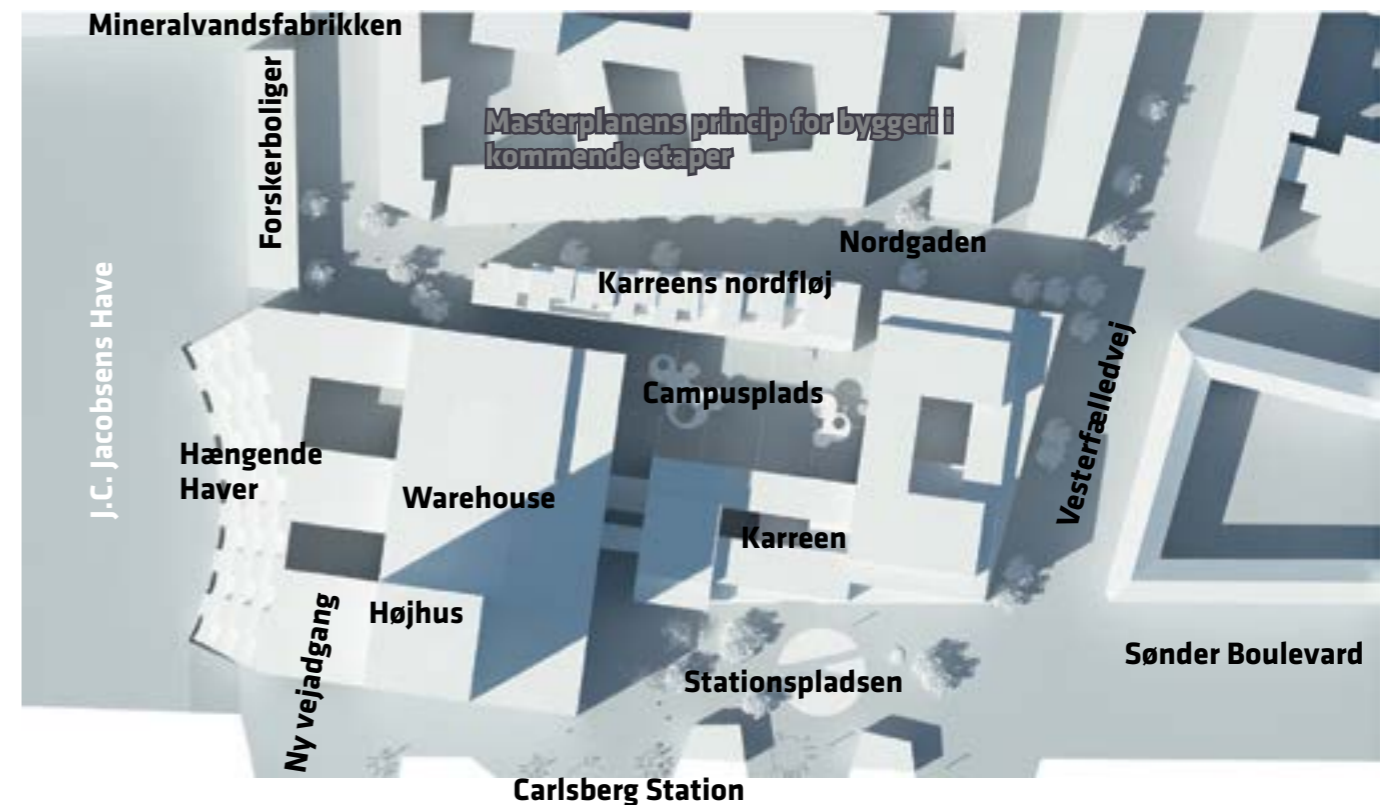 Mineralvandsfabrikken
Forskerboliger
Masterplanens princip for byggeri i
kommende etaper
Nordgaden
Karreens nordfløj
J.C. Jacobsens Have
Vesterfælledvej
Campusplads
Hængende
Haver
Warehouse
Karreen
Højhus
Ny vejadgang
Sønder Boulevard
Stationspladsen
Carlsberg Station